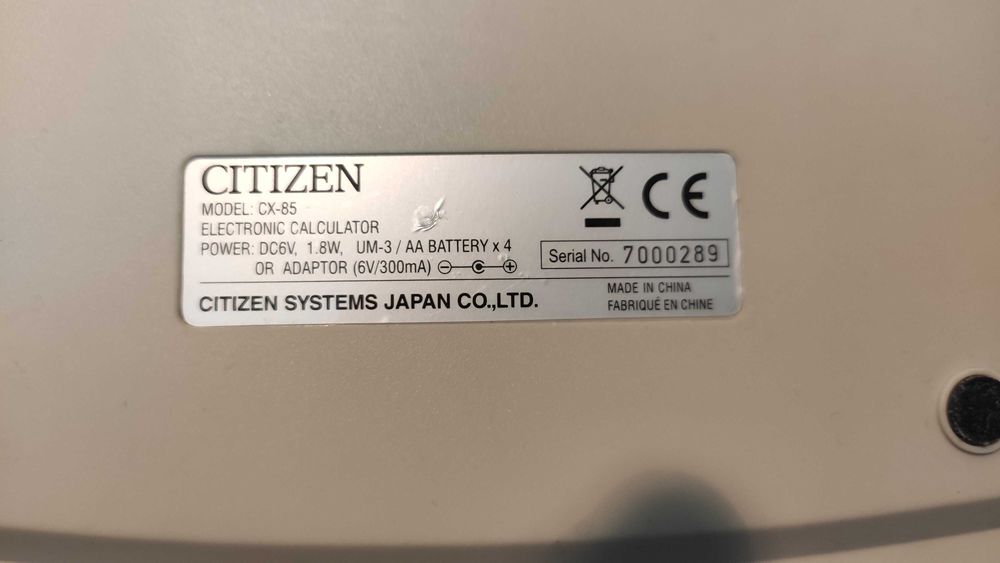 CITIZEN
MODEL: CX-85
ELECTRONIC CALCULATOR
POWER: DC6V, 1.8W, UM-3 / AA BATTERY x 4
OR ADAPTOR (6V/300mA)
CE
Serial No. 7000289
CITIZEN SYSTEMS JAPAN CO.,LTD.
MADE IN CHINA
FABRIQUÉ EN CHINE